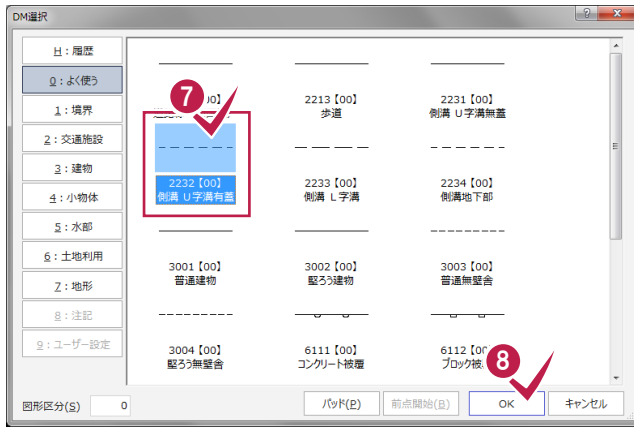 DM選択
H：履歴
0：よく使う
1：境界
2：交通施設
3：建物
4：小物体
5：水部
6：土地利用
7：地形
8：注記
9：ユーザー設定
7
2213【00】
歩道
2231【00】
側溝 U字溝無蓋
2232【00】
側溝 U字溝有蓋
2233【00】
側溝 L字溝
2234【00】
側溝地下部
3001【00】
普通建物
3002【00】
堅ろう建物
3003【00】
普通無壁舎
3004【00】
堅ろう無壁舎
6111【00】
コンクリート被覆
6112【00
ブロック被
8
図形区分(S)
0
パッド(P)
前点開始(B)
OK
キャンセル